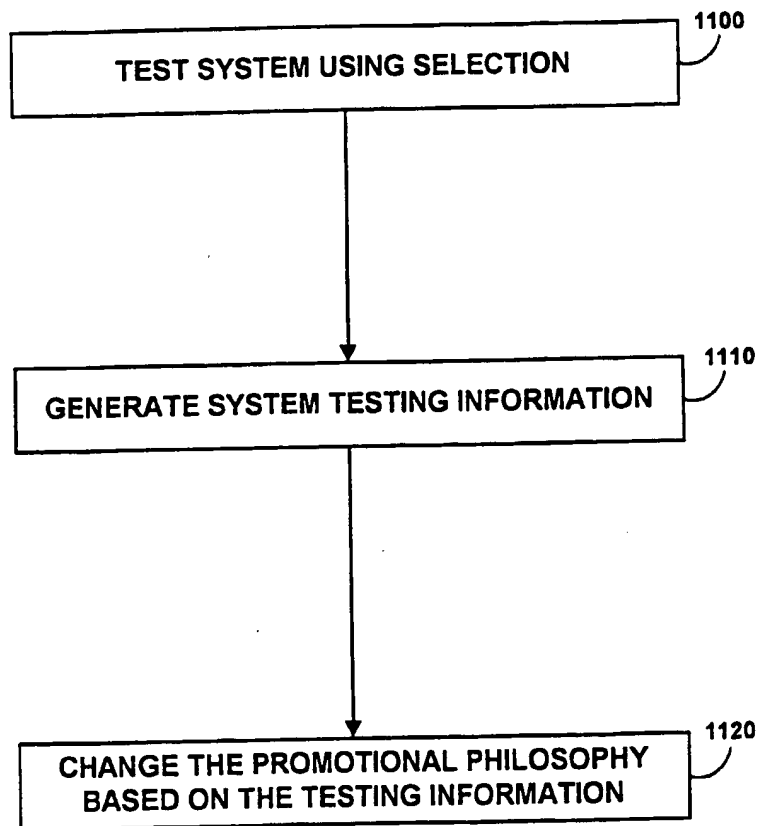 1100
TEST SYSTEM USING SELECTION
1110
GENERATE SYSTEM TESTING INFORMATION
1120
CHANGE THE PROMOTIONAL PHILOSOPHY
BASED ON THE TESTING INFORMATION